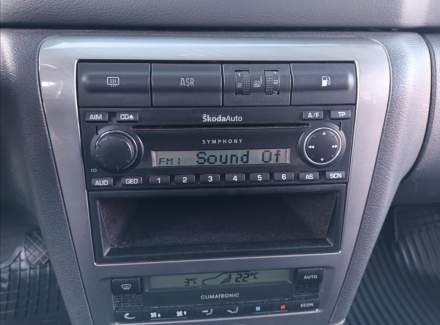 ASR
A/M CD ŠkodaAuto A/F TP
SYMPHONY
FM1 Sound Of
AUD GEO 1 2 3 4 5 6 AS SCN
22°C AUTO
CLIMATRONIC
ECON